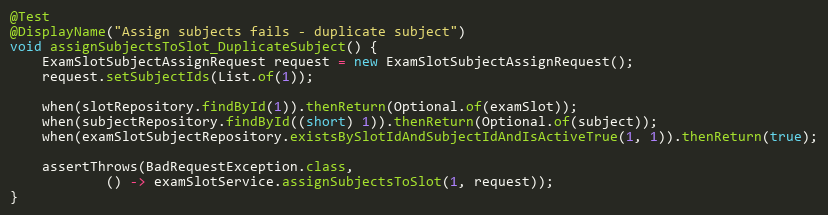 @Test
@DisplayName("Assign subjects fails - duplicate subject")
void assignSubjectsToSlot_DuplicateSubject() {
    ExamSlotSubjectAssignRequest request = new ExamSlotSubjectAssignRequest();
    request.setSubjectIds(List.of(1));

    when(slotRepository.findById(1)).thenReturn(Optional.of(examSlot));
    when(subjectRepository.findById((short) 1)).thenReturn(Optional.of(subject));
    when(examSlotSubjectRepository.existsBySlotIdAndSubjectIdAndIsActiveTrue(1, 1)).thenReturn(true);

    assertThrows(BadRequestException.class,
            () -> examSlotService.assignSubjectsToSlot(1, request));
}